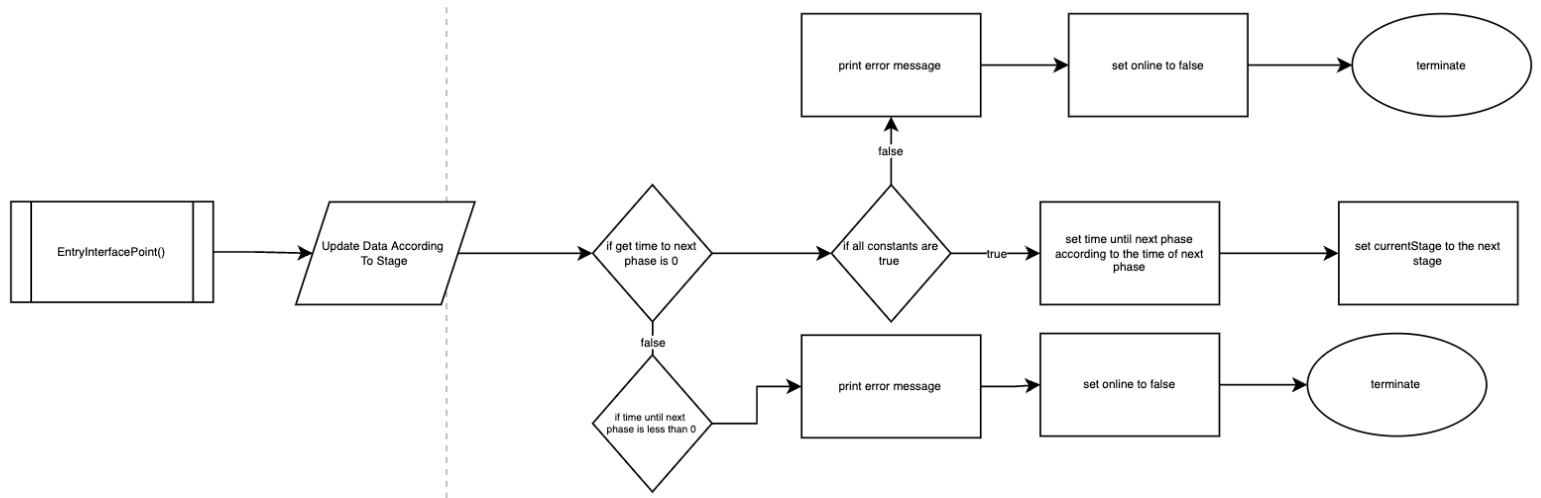 print error message
set online to false
terminate
false
EntryInterfacePoint()
Update Data According
To Stage
if get time to next
phase is 0
if all constants are
true
true
set time until next phase
according to the time of next
phase
set currentStage to the next
stage
false
if time until next
phase is less than 0
print error message
set online to false
terminate